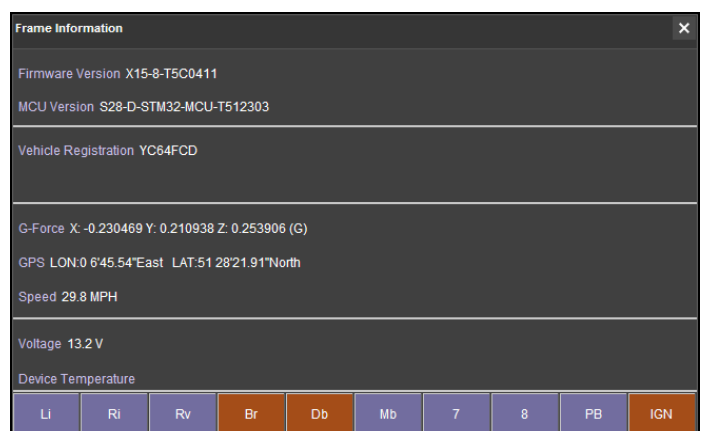 Frame Information
Firmware Version X15-8-T5C0411
MCU Version S28-D-STM32-MCU-T512303
Vehicle Registration YC64FCD
G-Force X: -0.230469 Y: 0.210938 Z: 0.253906 (G)
GPS LON:0 6'45.54"East LAT:51 28'21.91"North
Speed 29.8 MPH
Voltage 13.2 V
Device Temperature
Li Ri Rv Br Db Mb 7 8 PB IGN